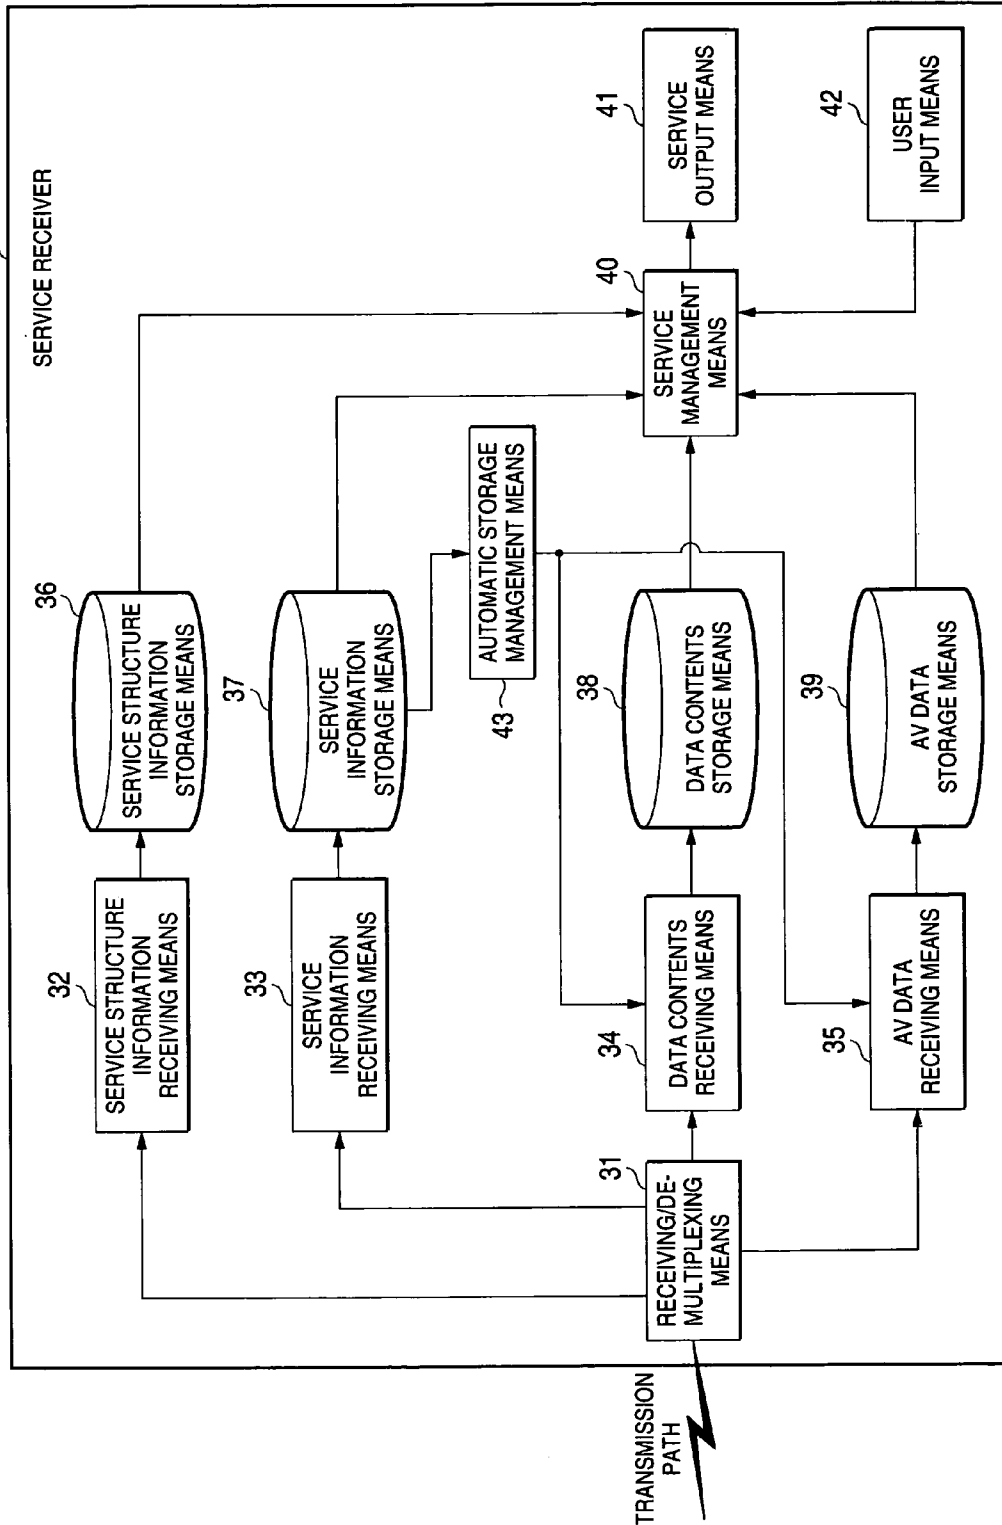 SERVICE RECEIVER
TRANSMISSION
PATH
31
RECEIVING/DE-
MULTIPLEXING
MEANS
32
SERVICE STRUCTURE
INFORMATION
RECEIVING MEANS
33
SERVICE
INFORMATION
RECEIVING MEANS
34
DATA CONTENTS
RECEIVING MEANS
35
AV DATA
RECEIVING MEANS
36
SERVICE STRUCTURE
INFORMATION
STORAGE MEANS
37
SERVICE
INFORMATION
STORAGE MEANS
43
AUTOMATIC STORAGE
MANAGEMENT MEANS
38
DATA CONTENTS
STORAGE MEANS
39
AV DATA
STORAGE MEANS
40
SERVICE
MANAGEMENT
MEANS
41
SERVICE
OUTPUT MEANS
42
USER
INPUT MEANS